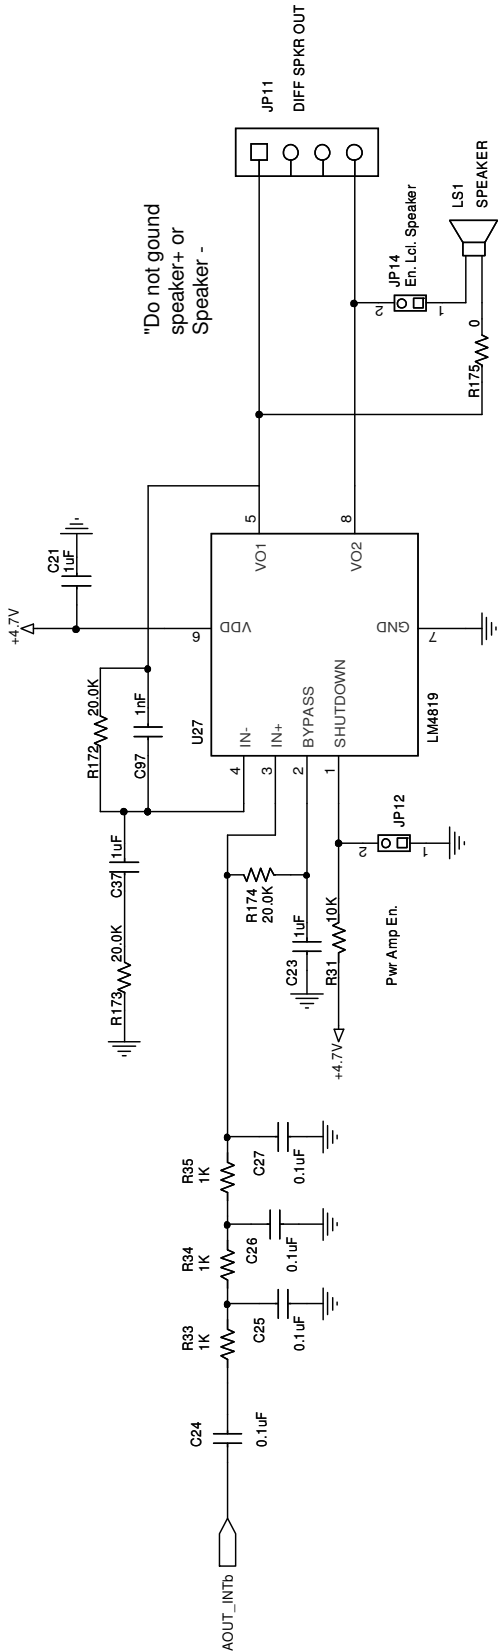 AOUT_INTb
C24
0.1uF
R33
1K
C25
0.1uF
R34
1K
C26
0.1uF
R35
1K
C27
0.1uF
R173
20.0K
C37
1uF
R172
20.0K
C97
1nF
R174
20.0K
C23
1uF
R31
10K
+4.7V
Pwr Amp En.
JP12
2
1
U27
4
IN-
3
IN+
2
BYPASS
1
SHUTDOWN
LM4819
6
VDD
7
GND
5
VO1
8
VO2
+4.7V
C21
1uF
"Do not gound
speaker+ or
Speaker -
JP11
DIFF SPKR OUT
JP14
En. Lcl. Speaker
2
1
R175
0
LS1
SPEAKER